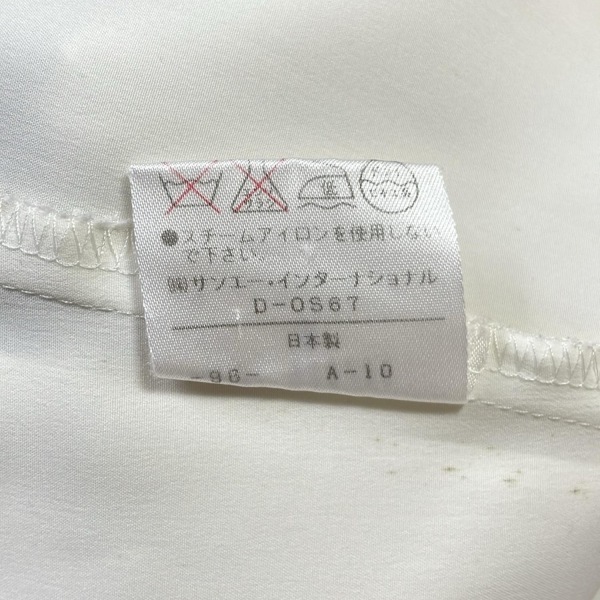 低
●スチームアイロンを使用しない
で下さい。
㈱サンエー・インターナショナル
D-OS67
日本製
-96- A-10